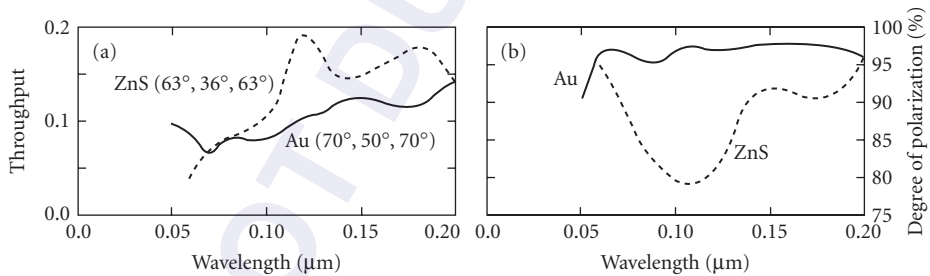 0.2
0.1
0.0
Throughput
(a)
ZnS (63°, 36°, 63°)
Au (70°, 50°, 70°)
0.0 0.05 0.10 0.15 0.20
Wavelength (μm)
(b)
Au
ZnS
100
95
90
85
80
75
Degree of polarization (%)
0.0 0.05 0.10 0.15 0.20
Wavelength (μm)